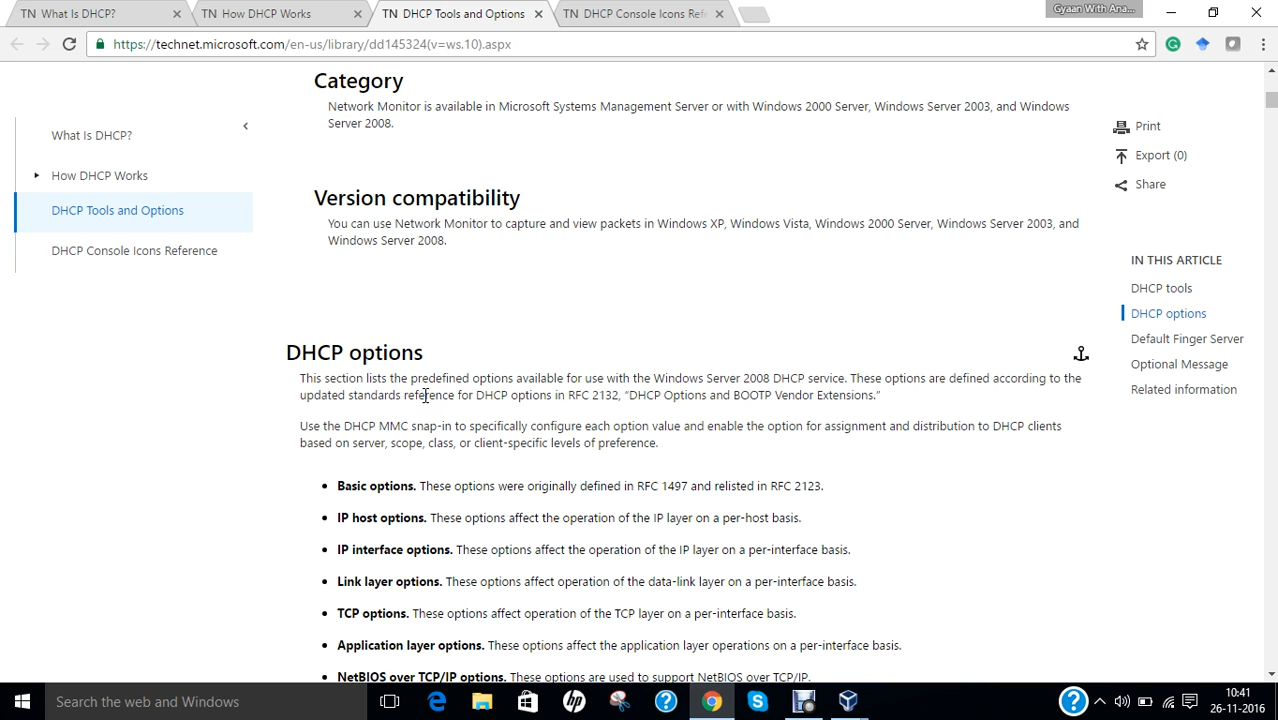 TN What Is DHCP?
TN How DHCP Works
TN DHCP Tools and Options
TN DHCP Console Icons Ref
Gyaan With Ana...
https://technet.microsoft.com/en-us/library/dd145324(v=ws.10).aspx
Category
Network Monitor is available in Microsoft Systems Management Server or with Windows 2000 Server, Windows Server 2003, and Windows
Server 2008.
What Is DHCP?
How DHCP Works
DHCP Tools and Options
DHCP Console Icons Reference
Print
Export (0)
Share
Version compatibility
You can use Network Monitor to capture and view packets in Windows XP, Windows Vista, Windows 2000 Server, Windows Server 2003, and
Windows Server 2008.
IN THIS ARTICLE
DHCP tools
DHCP options
Default Finger Server
Optional Message
Related information
DHCP options
This section lists the predefined options available for use with the Windows Server 2008 DHCP service. These options are defined according to the
updated standards reference for DHCP options in RFC 2132, “DHCP Options and BOOTP Vendor Extensions.”
Use the DHCP MMC snap-in to specifically configure each option value and enable the option for assignment and distribution to DHCP clients
based on server, scope, class, or client-specific levels of preference.
• Basic options. These options were originally defined in RFC 1497 and relisted in RFC 2123.
• IP host options. These options affect the operation of the IP layer on a per-host basis.
• IP interface options. These options affect the operation of the IP layer on a per-interface basis.
• Link layer options. These options affect operation of the data-link layer on a per-interface basis.
• TCP options. These options affect operation of the TCP layer on a per-interface basis.
• Application layer options. These options affect the application layer operations on a per-interface basis.
• NetBIOS over TCP/IP options. These options are used to support NetBIOS over TCP/IP.
Search the web and Windows
10:41
26-11-2016